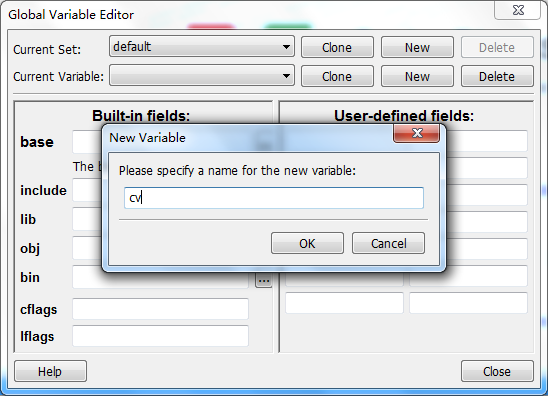 Global Variable Editor
Current Set: default Clone New Delete
Current Variable: Clone New Delete
Built-in fields: User-defined fields:
New Variable
base
Please specify a name for the new variable:
The b
include
cv
lib
obj
OK Cancel
bin ...
cflags
lflags
Help Close